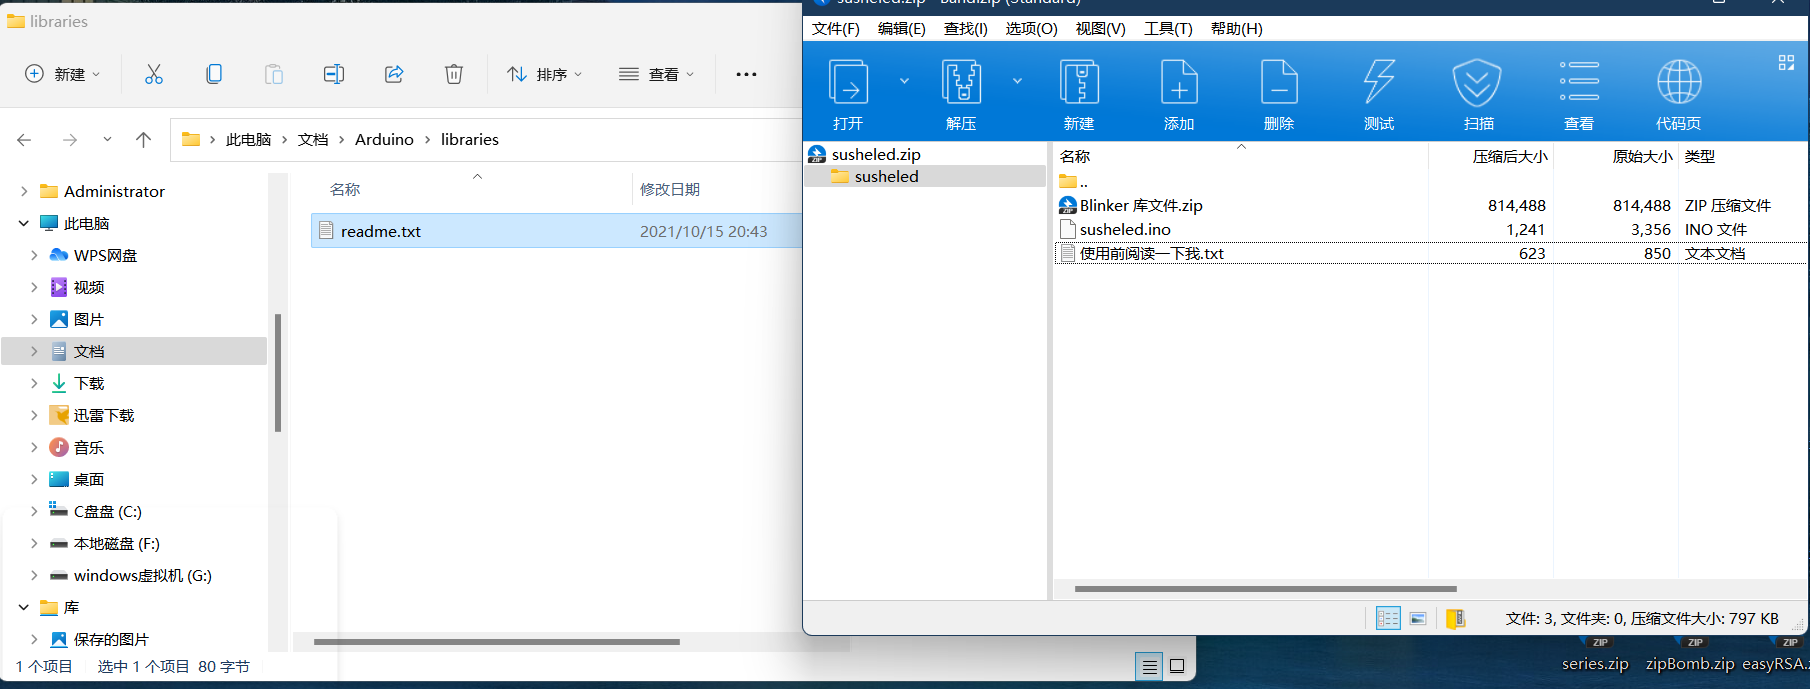 libraries
新建
排序
查看
此电脑 文档 Arduino libraries
Administrator
此电脑
WPS网盘
视频
图片
文档
下载
迅雷下载
音乐
桌面
C盘盘 (C:)
本地磁盘 (F:)
windows虚拟机 (G:)
库
保存的图片
名称 修改日期
readme.txt 2021/10/15 20:43
1 个项目 选中 1 个项目 80 字节
susheled.zip - Bandizip (Standard)
文件(F) 编辑(E) 查找(I) 选项(O) 视图(V) 工具(T) 帮助(H)
打开 解压 新建 添加 删除 测试 扫描 查看 代码页
susheled.zip
susheled
名称 压缩后大小 原始大小 类型
..
Blinker 库文件.zip 814,488 814,488 ZIP 压缩文件
susheled.ino 1,241 3,356 INO 文件
使用前阅读一下我.txt 623 850 文本文档
文件: 3, 文件夹: 0, 压缩文件大小: 797 KB
ZIP ZIP ZIP
series.zip zipBomb.zip easyRSA.z